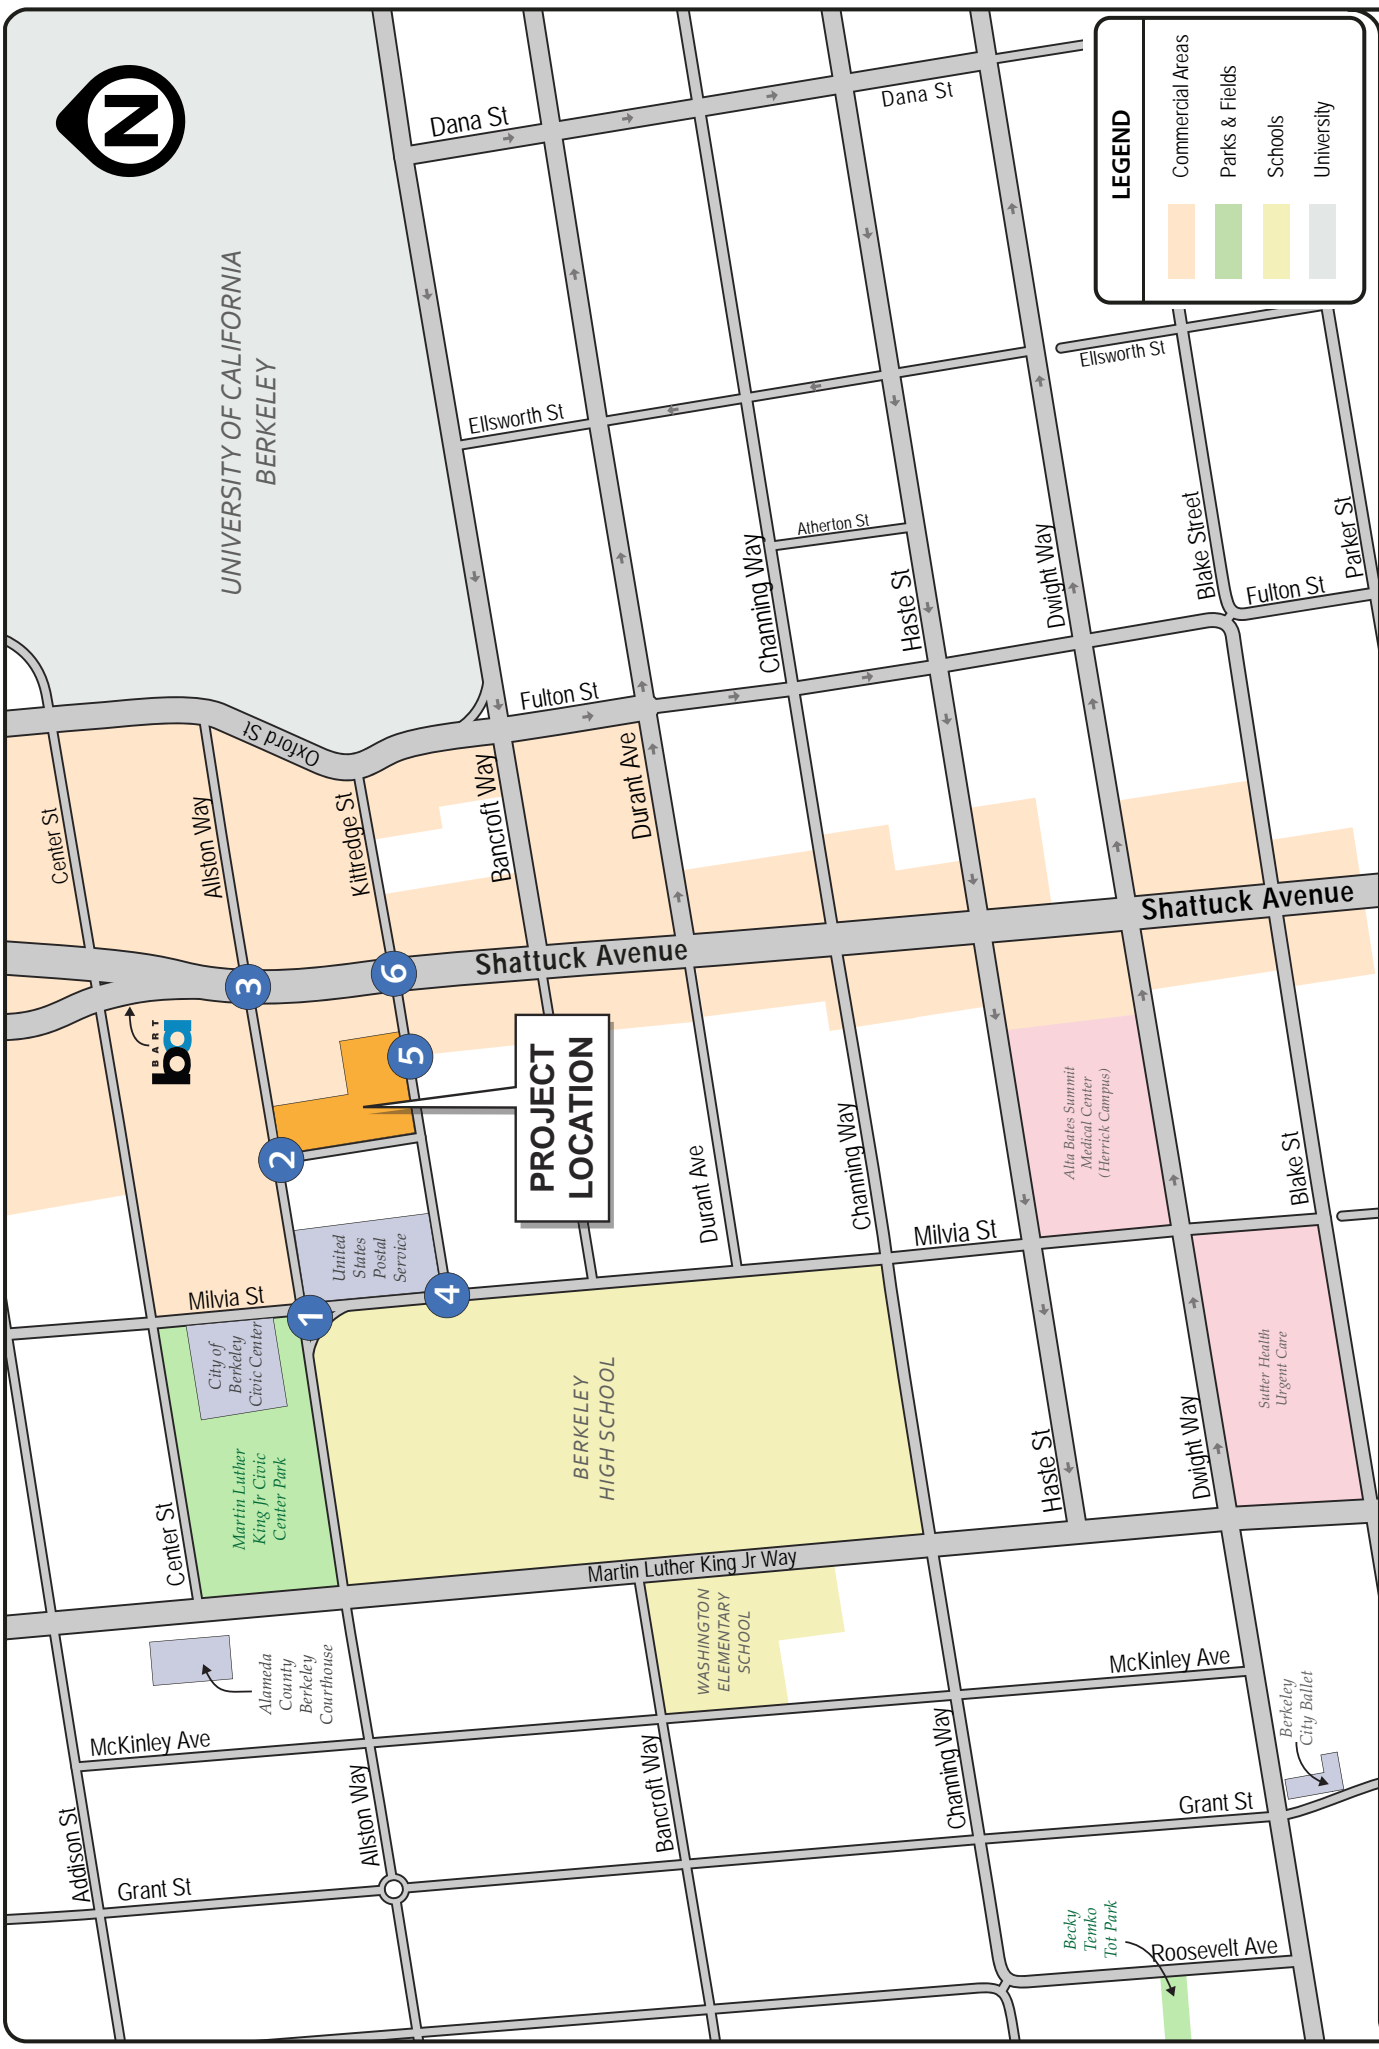 N
UNIVERSITY OF CALIFORNIA
BERKELEY
LEGEND
Commercial Areas
Parks & Fields
Schools
University
Dana St
Dana St
Ellsworth St
Ellsworth St
Atherton St
Channing Way
Haste St
Dwight Way
Blake Street
Parker St
Fulton St
Fulton St
Oxford St
Center St
Allston Way
Kittredge St
Bancroft Way
Durant Ave
Shattuck Avenue
Shattuck Avenue
BART
ba
3
6
5
2
4
1
PROJECT
LOCATION
United
States
Postal
Service
Durant Ave
Channing Way
Milvia St
Alta Bates Summit
Medical Center
(Herrick Campus)
Blake St
Milvia St
City of
Berkeley
Civic Center
Martin Luther
King Jr Civic
Center Park
Center St
BERKELEY
HIGH SCHOOL
Haste St
Dwight Way
Sutter Health
Urgent Care
Martin Luther King Jr Way
WASHINGTON
ELEMENTARY
SCHOOL
Alameda
County
Berkeley
Courthouse
McKinley Ave
McKinley Ave
Addison St
Grant St
Allston Way
Bancroft Way
Channing Way
Grant St
Berkeley
City Ballet
Becky
Temko
Tot Park
Roosevelt Ave